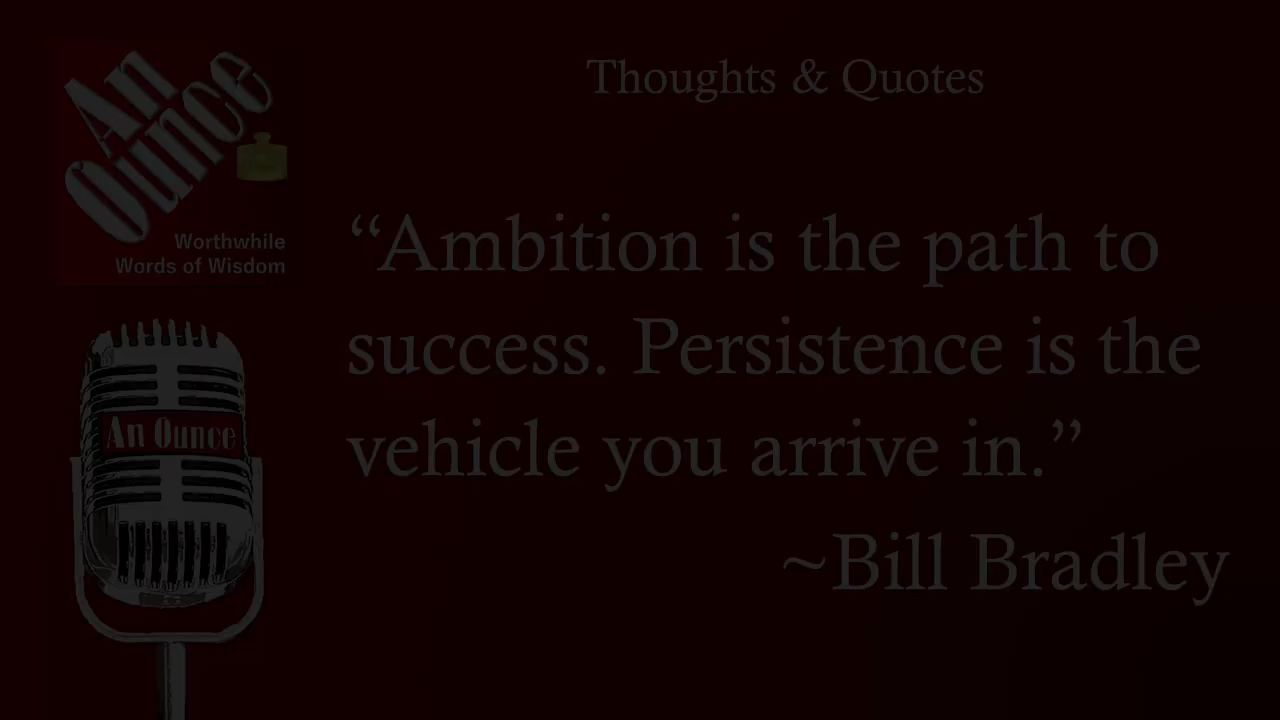 An
Ounce
Worthwhile
Words of Wisdom
An Ounce
Thoughts & Quotes
“Ambition is the path to
success. Persistence is the
vehicle you arrive in.”
~Bill Bradley